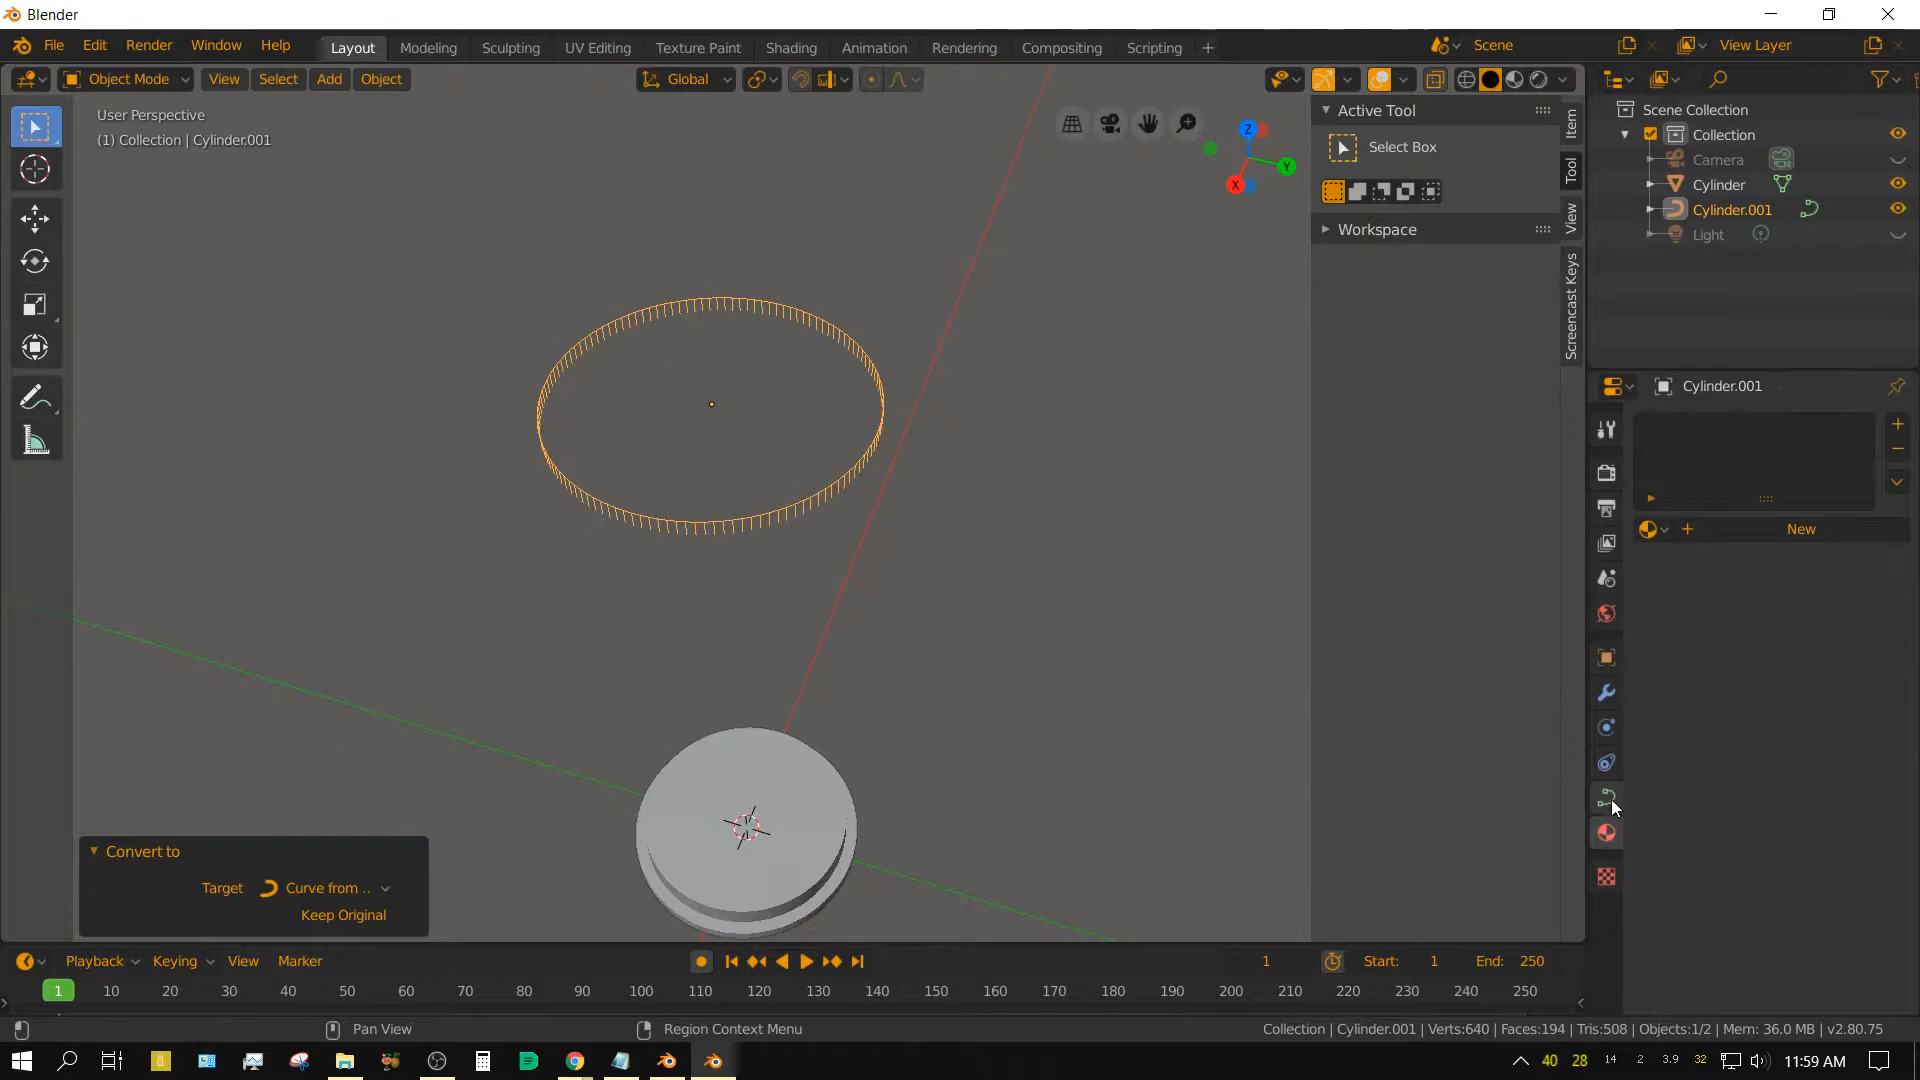 Blender
File Edit Render Window Help Layout Modeling Sculpting UV Editing Texture Paint Shading Animation Rendering Compositing Scripting + Scene View Layer
Object Mode View Select Add Object Global
User Perspective
(1) Collection | Cylinder.001
Z
Y
X
Active Tool
Select Box
Workspace
Item
Tool
View
Screencast Keys
Scene Collection
Collection
Camera
Cylinder
Cylinder.001
Light
Cylinder.001
New
Convert to
Target Curve from ..
Keep Original
Playback Keying View Marker 1 Start: 1 End: 250
1 10 20 30 40 50 60 70 80 90 100 110 120 130 140 150 160 170 180 190 200 210 220 230 240 250
Pan View Region Context Menu Collection | Cylinder.001 | Verts:640 | Faces:194 | Tris:508 | Objects:1/2 | Mem: 36.0 MB | v2.80.75
40 28 14 2 3.9 32 11:59 AM